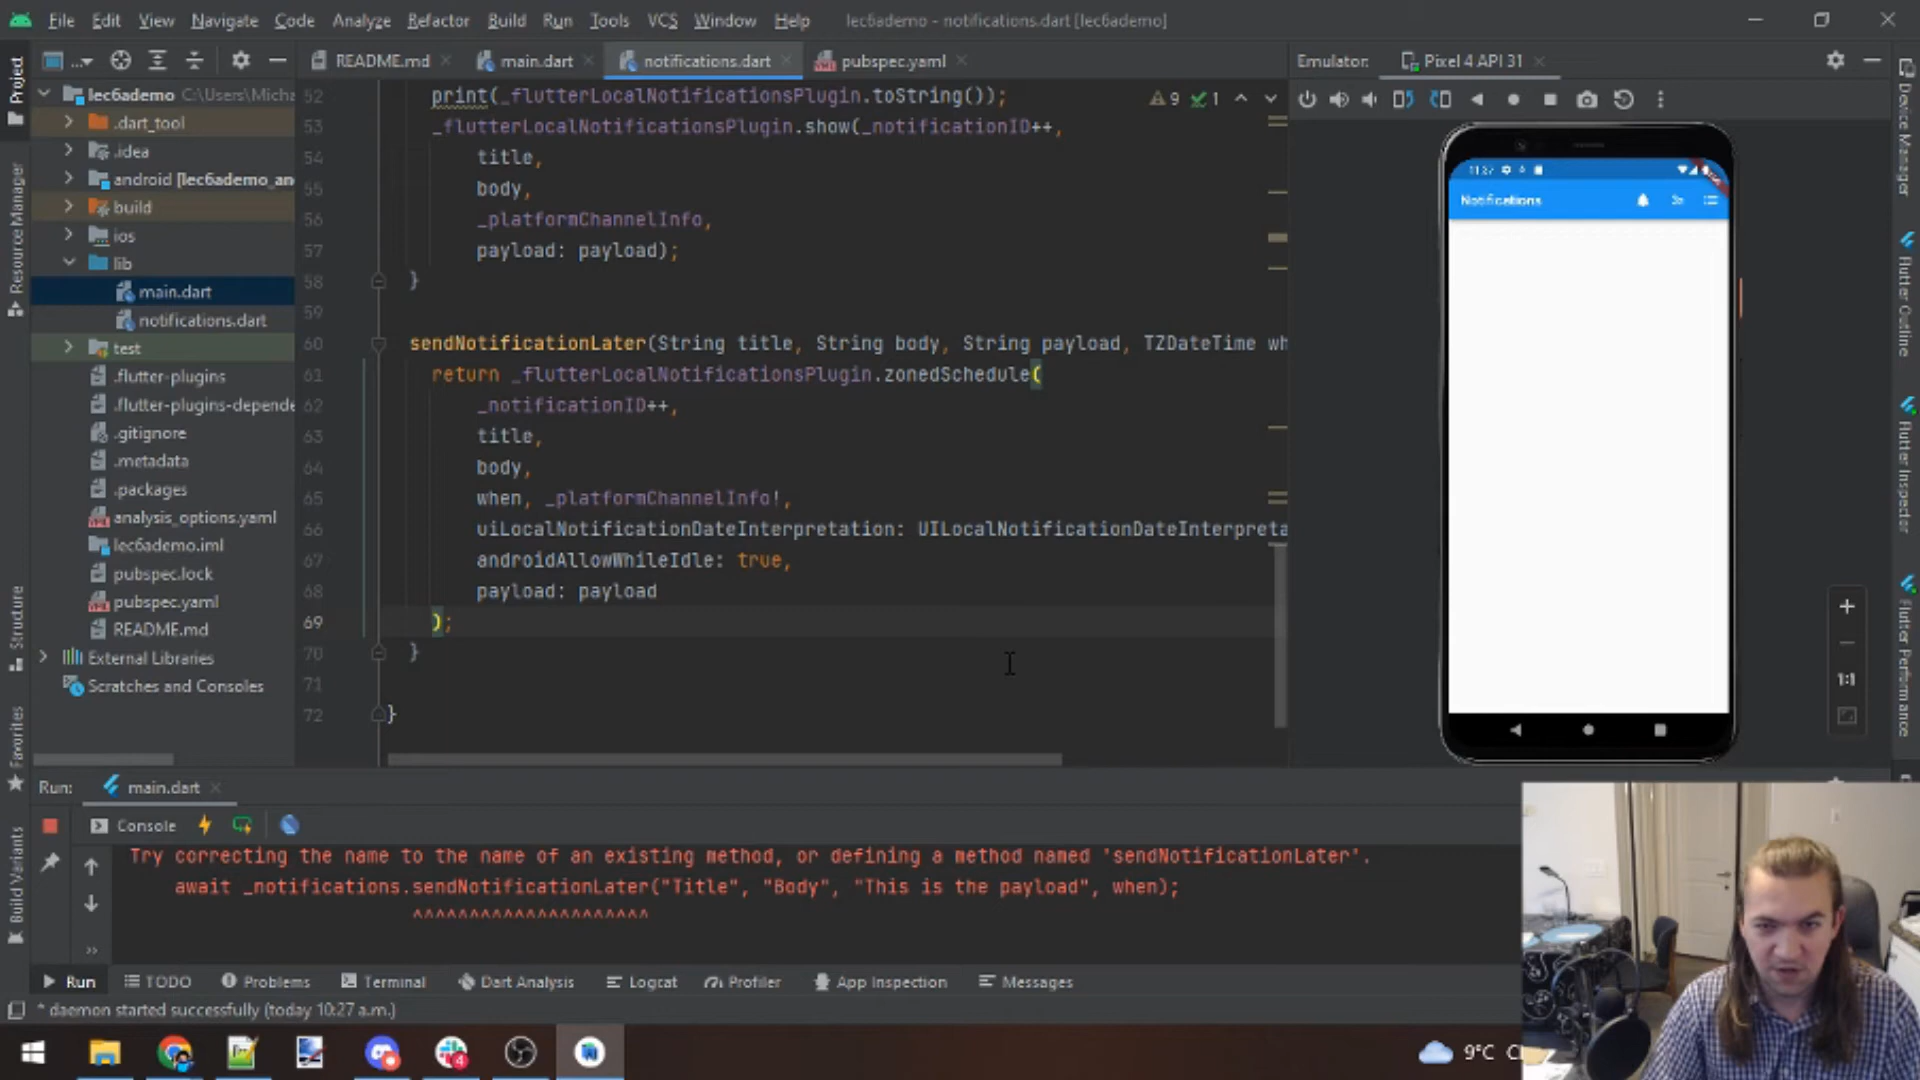 File Edit View Navigate Code Analyze Refactor Build Run Tools VCS Window Help lec6ademo - notifications.dart [lec6ademo]
Project
Resource Manager
Structure
Favorites
Build Variants
...
lec6ademo C:\Users\Micha
.dart_tool
.idea
android [lec6ademo_an
build
ios
lib
main.dart
notifications.dart
test
.flutter-plugins
.flutter-plugins-depende
.gitignore
.metadata
.packages
analysis_options.yaml
lec6ademo.iml
pubspec.lock
pubspec.yaml
README.md
External Libraries
Scratches and Consoles
README.md main.dart notifications.dart pubspec.yaml
9 1
52 print(_flutterLocalNotificationsPlugin.toString());
53 _flutterLocalNotificationsPlugin.show(_notificationID++,
54 title,
55 body,
56 _platformChannelInfo,
57 payload: payload);
58 }
59
60 sendNotificationLater(String title, String body, String payload, TZDateTime wh
61 return _flutterLocalNotificationsPlugin.zonedSchedule(
62 _notificationID++,
63 title,
64 body,
65 when, _platformChannelInfo!,
66 uiLocalNotificationDateInterpretation: UILocalNotificationDateInterpreta
67 androidAllowWhileIdle: true,
68 payload: payload
69 );
70 }
71
72 }
Emulator: Pixel 4 API 31
11:37
Notifications
1:1
Device Manager
Flutter Outline
Flutter Inspector
Flutter Performance
Run: main.dart
Console
Try correcting the name to the name of an existing method, or defining a method named 'sendNotificationLater'.
await _notifications.sendNotificationLater("Title", "Body", "This is the payload", when);
^^^^^^^^^^^^^^^^^^^^^
Run TODO Problems Terminal Dart Analysis Logcat Profiler App Inspection Messages
* daemon started successfully (today 10:27 a.m.)
4
9°C